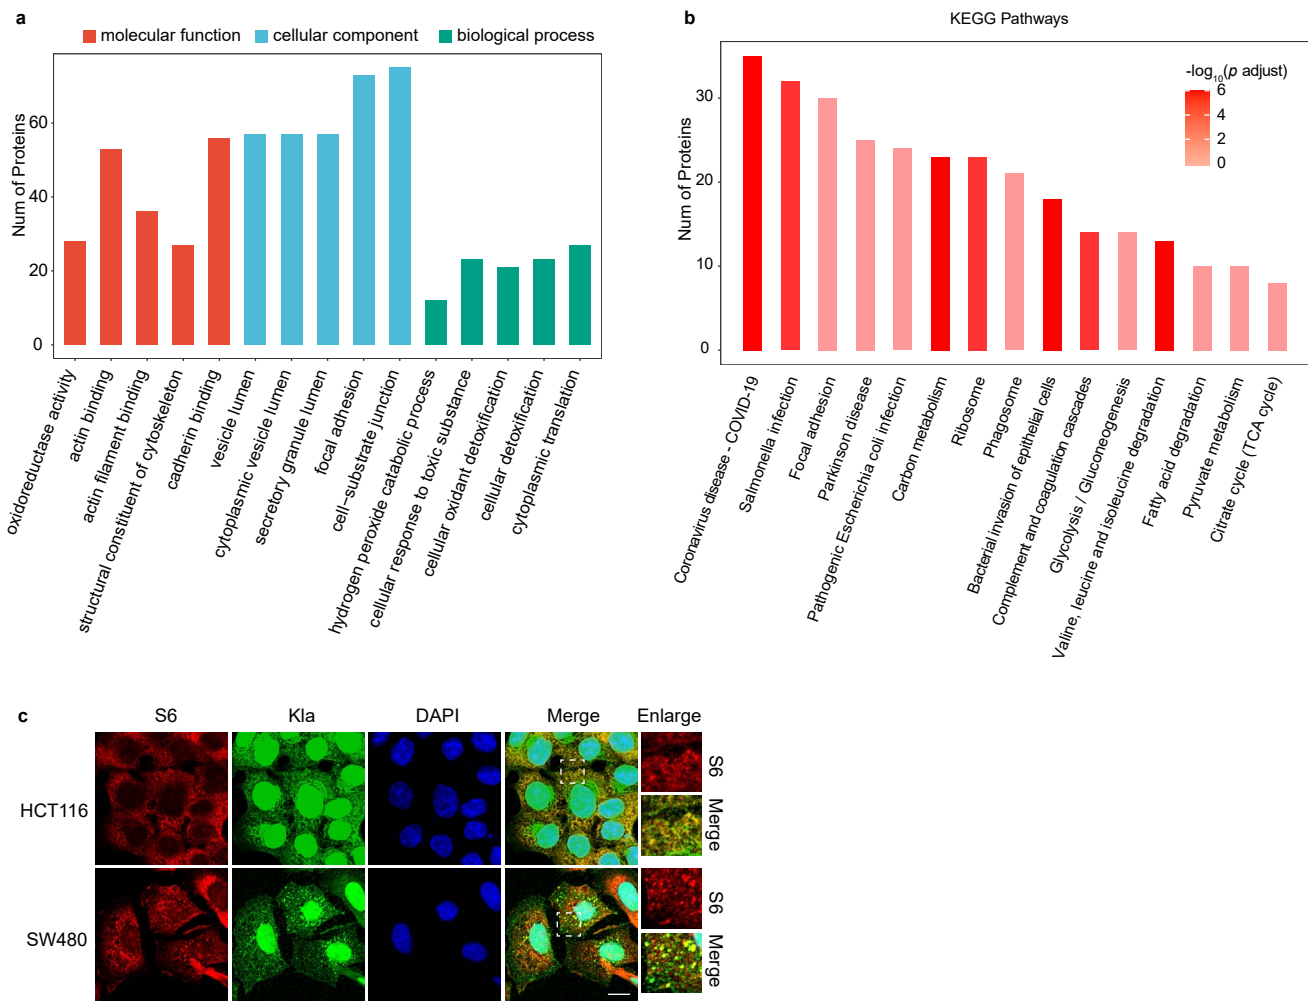 a
molecular function
cellular component
biological process
Num of Proteins
60
40
20
0
oxidoreductase activity
actin binding
actin filament binding
structural constituent of cytoskeleton
cadherin binding
vesicle lumen
cytoplasmic vesicle lumen
secretory granule lumen
focal adhesion
cell−substrate junction
hydrogen peroxide catabolic process
cellular response to toxic substance
cellular oxidant detoxification
cellular detoxification
cytoplasmic translation
b
KEGG Pathways
-log10(p adjust)
6
4
2
0
Num of Proteins
30
20
10
0
Coronavirus disease - COVID-19
Salmonella infection
Focal adhesion
Parkinson disease
Pathogenic Escherichia coli infection
Carbon metabolism
Ribosome
Phagosome
Bacterial invasion of epithelial cells
Complement and coagulation cascades
Glycolysis / Gluconeogenesis
Valine, leucine and isoleucine degradation
Fatty acid degradation
Pyruvate metabolism
Citrate cycle (TCA cycle)
c
S6
Kla
DAPI
Merge
Enlarge
HCT116
S6
Merge
SW480
S6
Merge